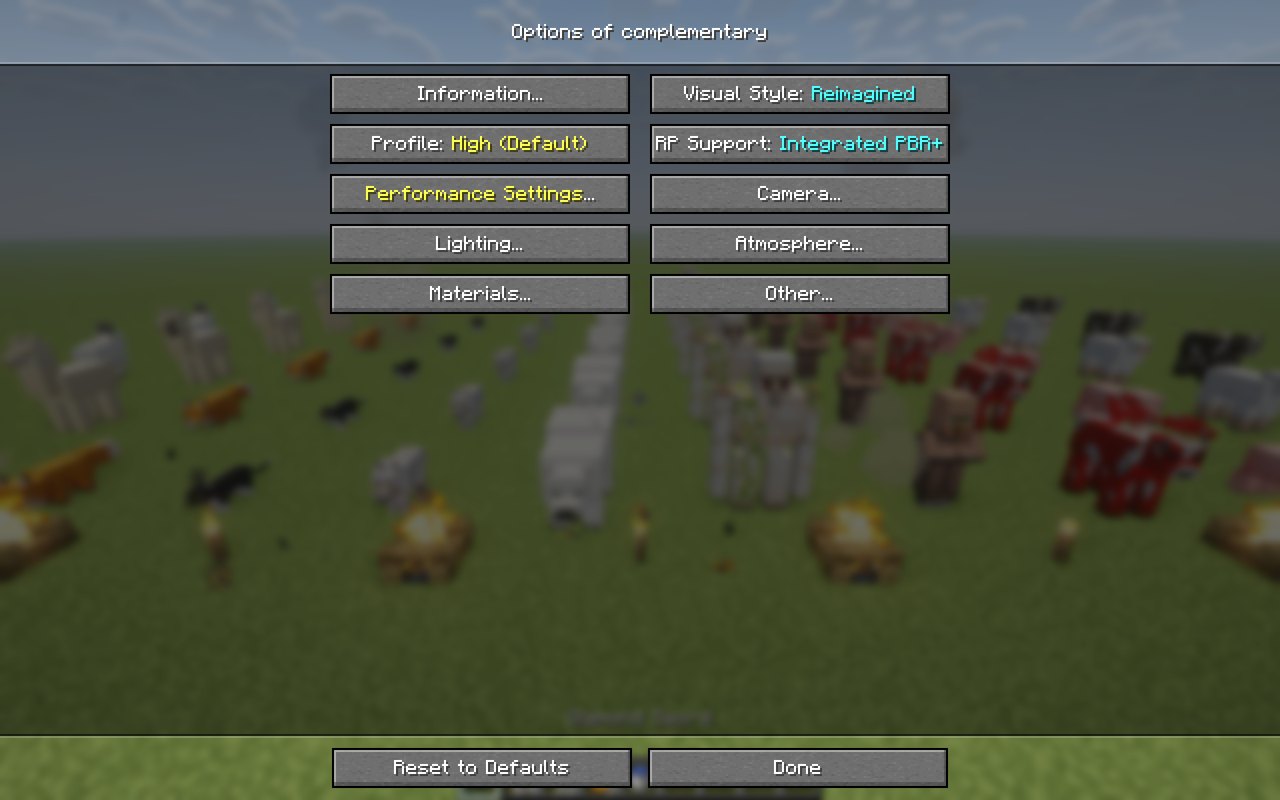 Options of complementary
Information...
Visual Style: Reimagined
Profile: High (Default)
RP Support: Integrated PBR+
Performance Settings...
Camera...
Lighting...
Atmosphere...
Materials...
Other...
Reset to Defaults
Done